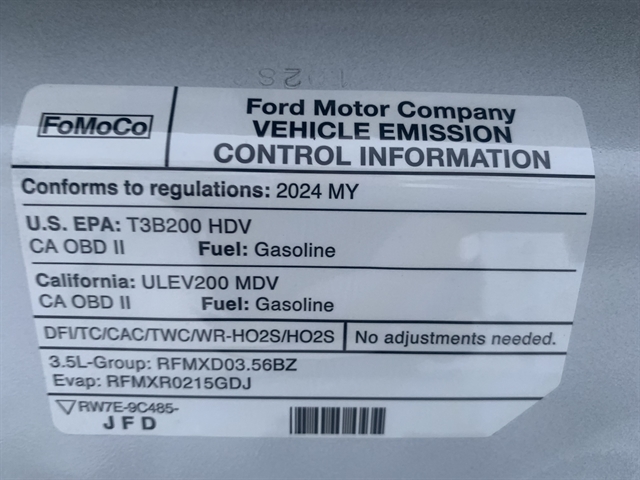 FoMoCo
Ford Motor Company
VEHICLE EMISSION
CONTROL INFORMATION
Conforms to regulations: 2024 MY
U.S. EPA: T3B200 HDV
CA OBD II Fuel: Gasoline
California: ULEV200 MDV
CA OBD II Fuel: Gasoline
DFI/TC/CAC/TWC/WR-HO2S/HO2S No adjustments needed.
3.5L-Group: RFMXD03.56BZ
Evap: RFMXR0215GDJ
RW7E-9C485-
J F D